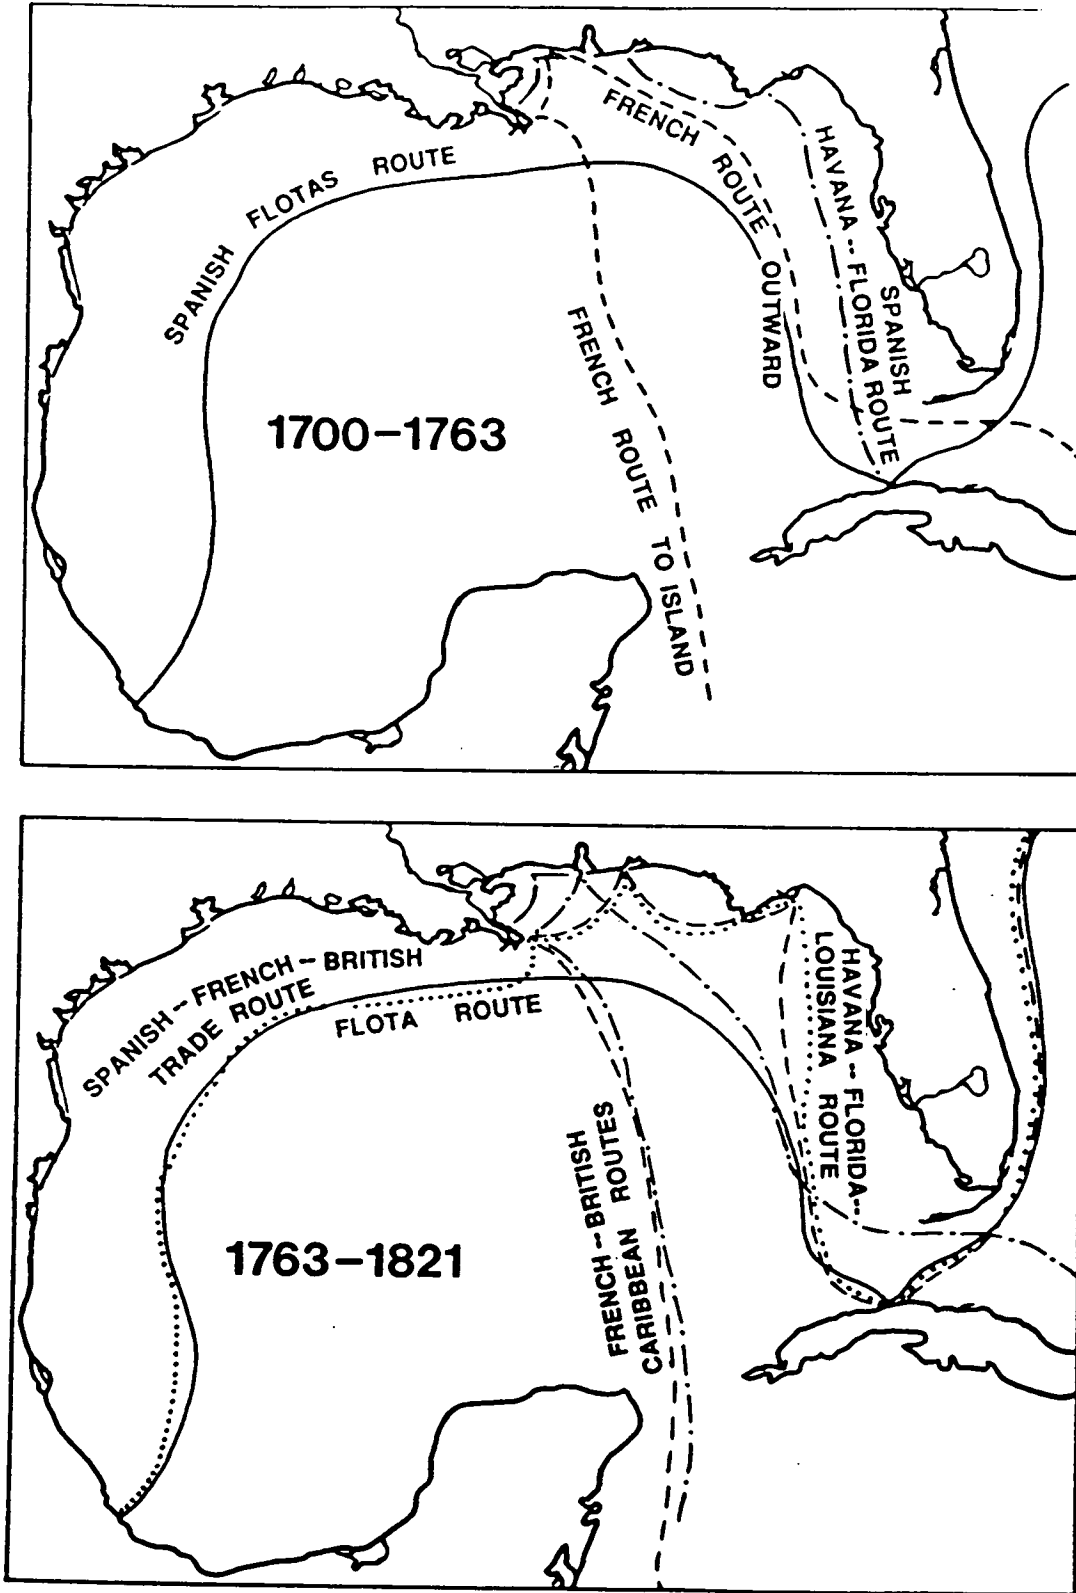 SPANISH FLOTAS ROUTE
FRENCH ROUTE OUTWARD
HAVANA -- FLORIDA ROUTE
SPANISH
1700-1763
FRENCH ROUTE TO ISLAND
SPANISH -- FRENCH -- BRITISH
TRADE ROUTE
FLOTA ROUTE
HAVANA -- FLORIDA--
LOUISIANA ROUTE
FRENCH -- BRITISH
CARIBBEAN ROUTES
1763-1821